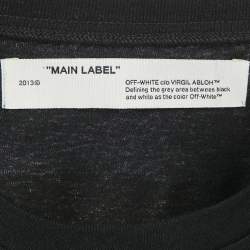 "MAIN LABEL"
2013© OFF-WHITE c/o VIRGIL ABLOH™
Defining the grey area between black
and white as the color Off-White™